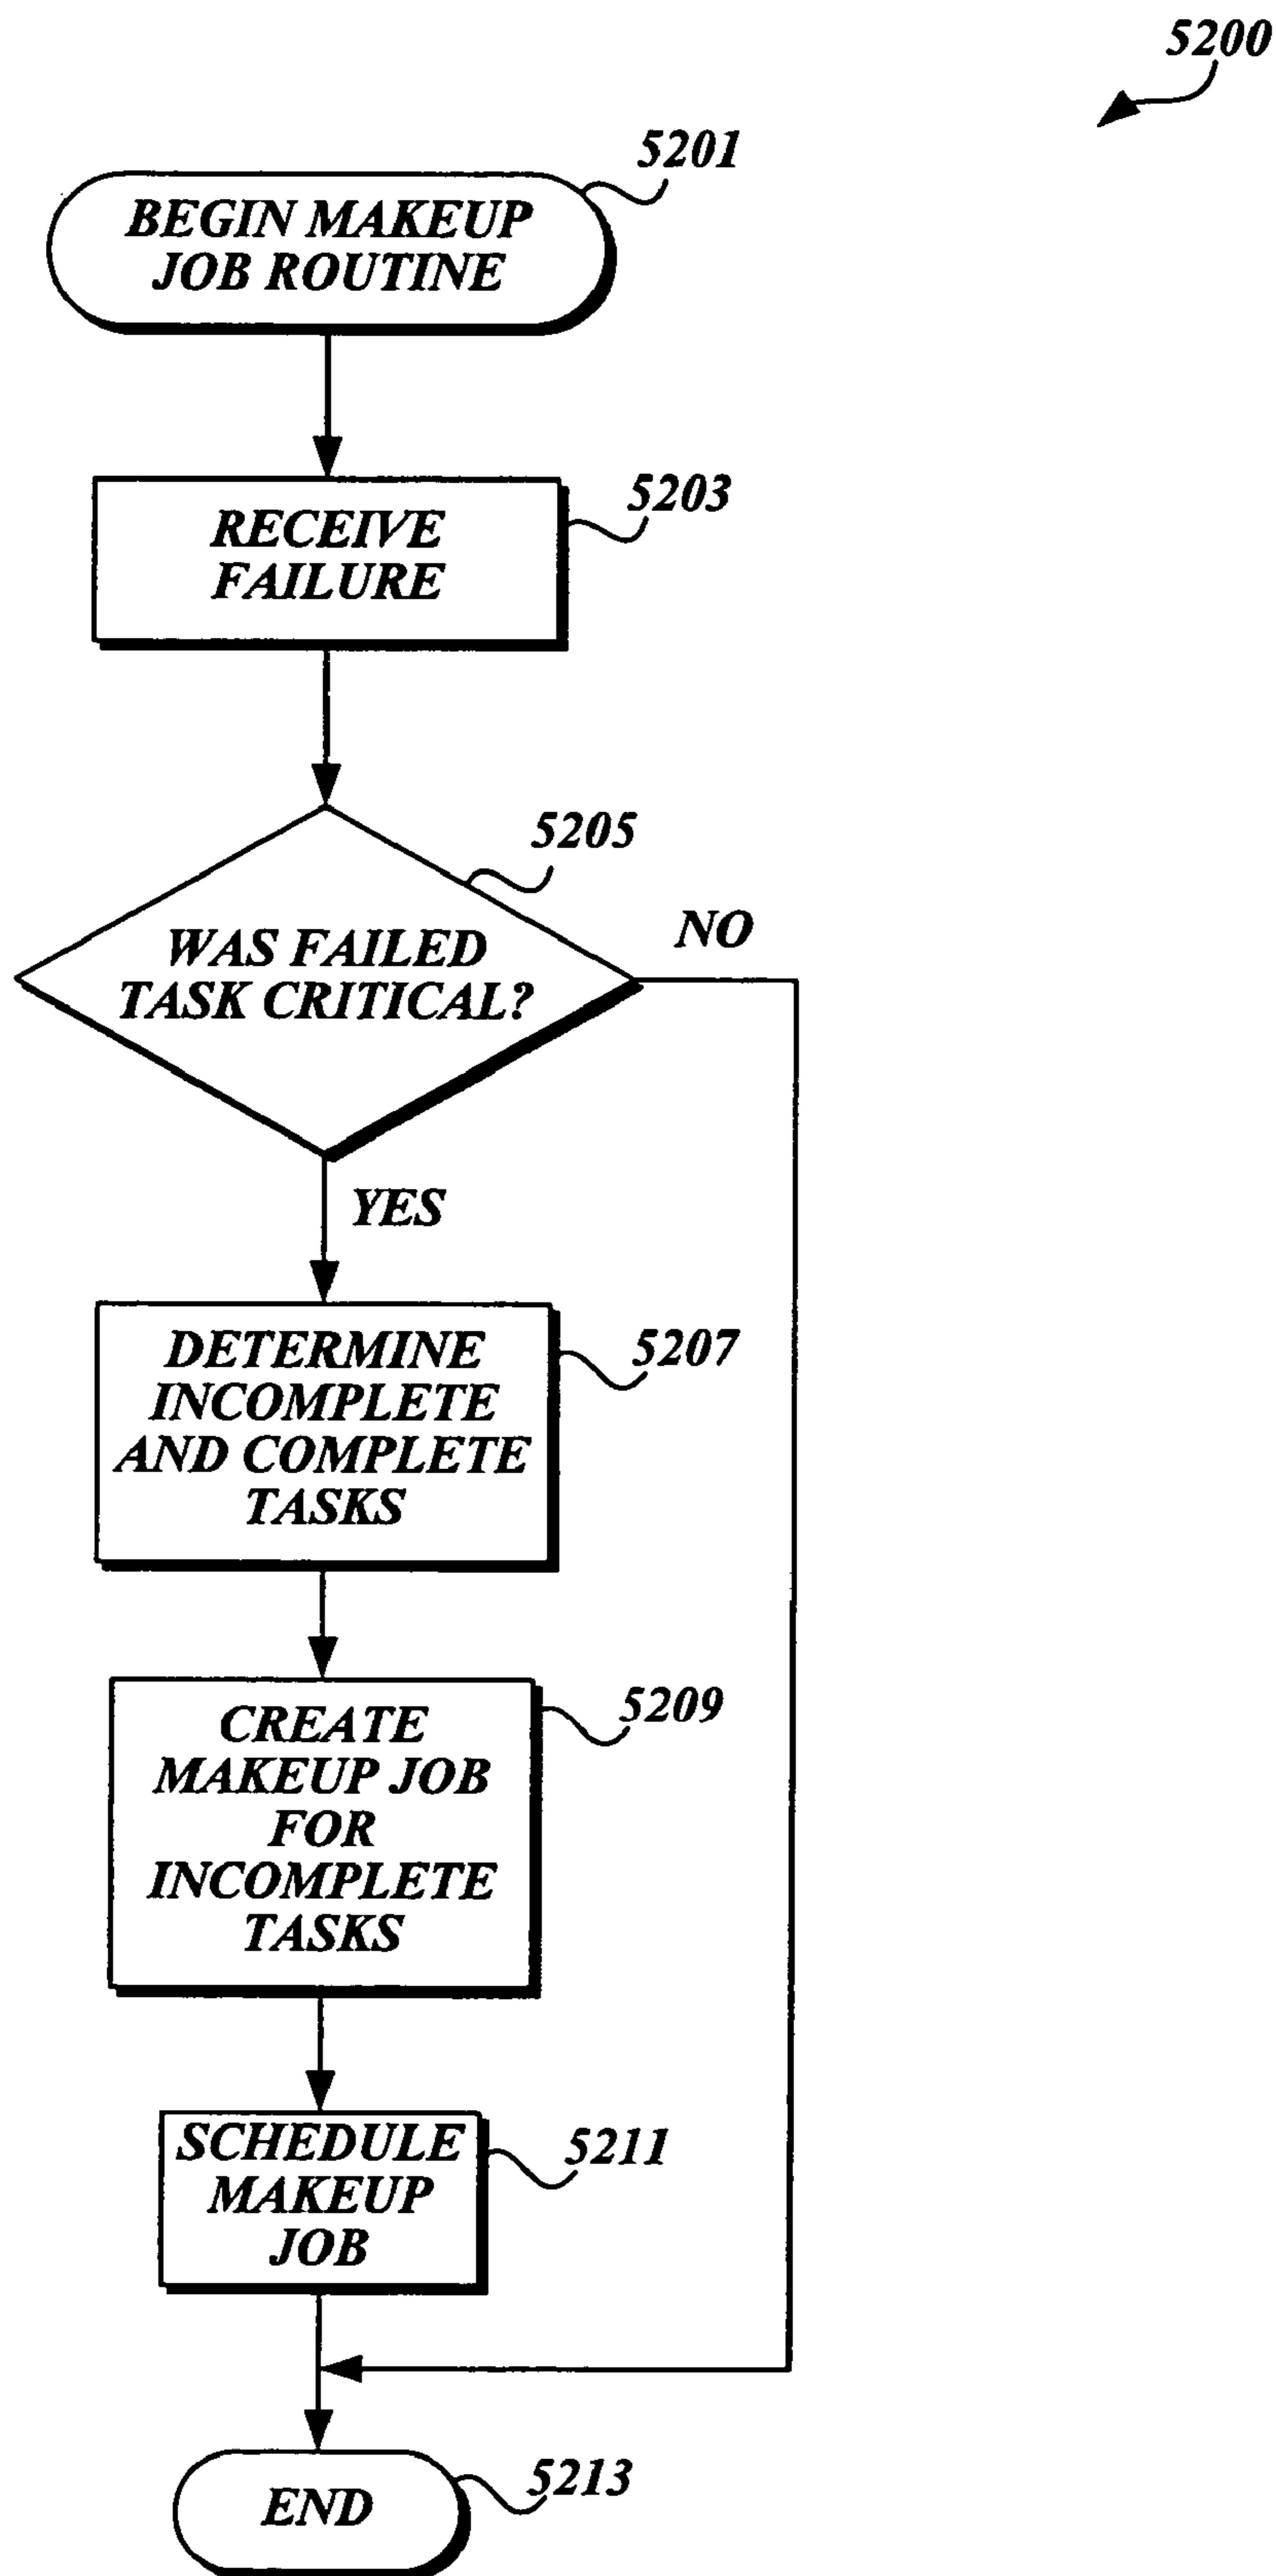 5200
5201
BEGIN MAKEUP
JOB ROUTINE
5203
RECEIVE
FAILURE
5205
WAS FAILED
TASK CRITICAL?
NO
YES
5207
DETERMINE
INCOMPLETE
AND COMPLETE
TASKS
5209
CREATE
MAKEUP JOB
FOR
INCOMPLETE
TASKS
5211
SCHEDULE
MAKEUP
JOB
5213
END